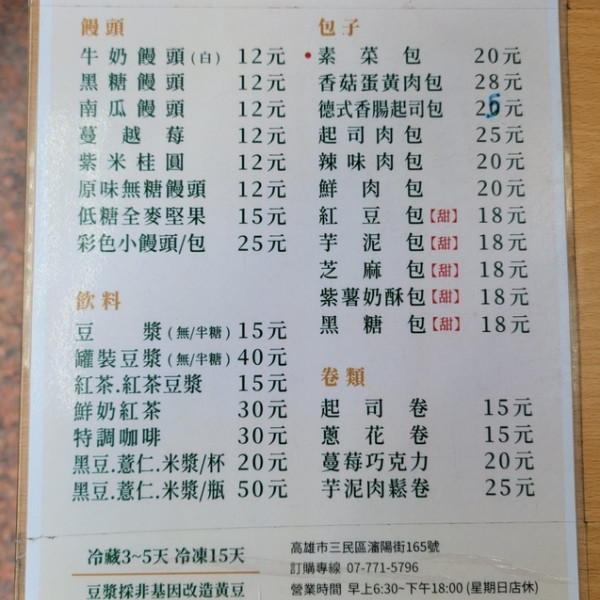 饅頭
牛奶饅頭(白) 12元
黑糖饅頭 12元
南瓜饅頭 12元
蔓越莓 12元
紫米桂圓 12元
原味無糖饅頭 12元
低糖全麥堅果 15元
彩色小饅頭/包 25元
飲料
豆漿(無/半糖) 15元
罐裝豆漿(無/半糖) 40元
紅茶.紅茶豆漿 15元
鮮奶紅茶 30元
特調咖啡 30元
黑豆.薏仁.米漿/杯 20元
黑豆.薏仁.米漿/瓶 50元
包子
素菜包 20元
香菇蛋黃肉包 28元
德式香腸起司包 25元
起司肉包 25元
辣味肉包 20元
鮮肉包 20元
紅豆包【甜】 18元
芋泥包【甜】 18元
芝麻包【甜】 18元
紫薯奶酥包【甜】 18元
黑糖包【甜】 18元
卷類
起司卷 15元
蔥花卷 15元
蔓莓巧克力 20元
芋泥肉鬆卷 25元
冷藏3~5天 冷凍15天
豆漿採非基因改造黃豆
高雄市三民區瀋陽街165號
訂購專線 07-771-5796
營業時間 早上6:30~下午18:00 (星期日店休)